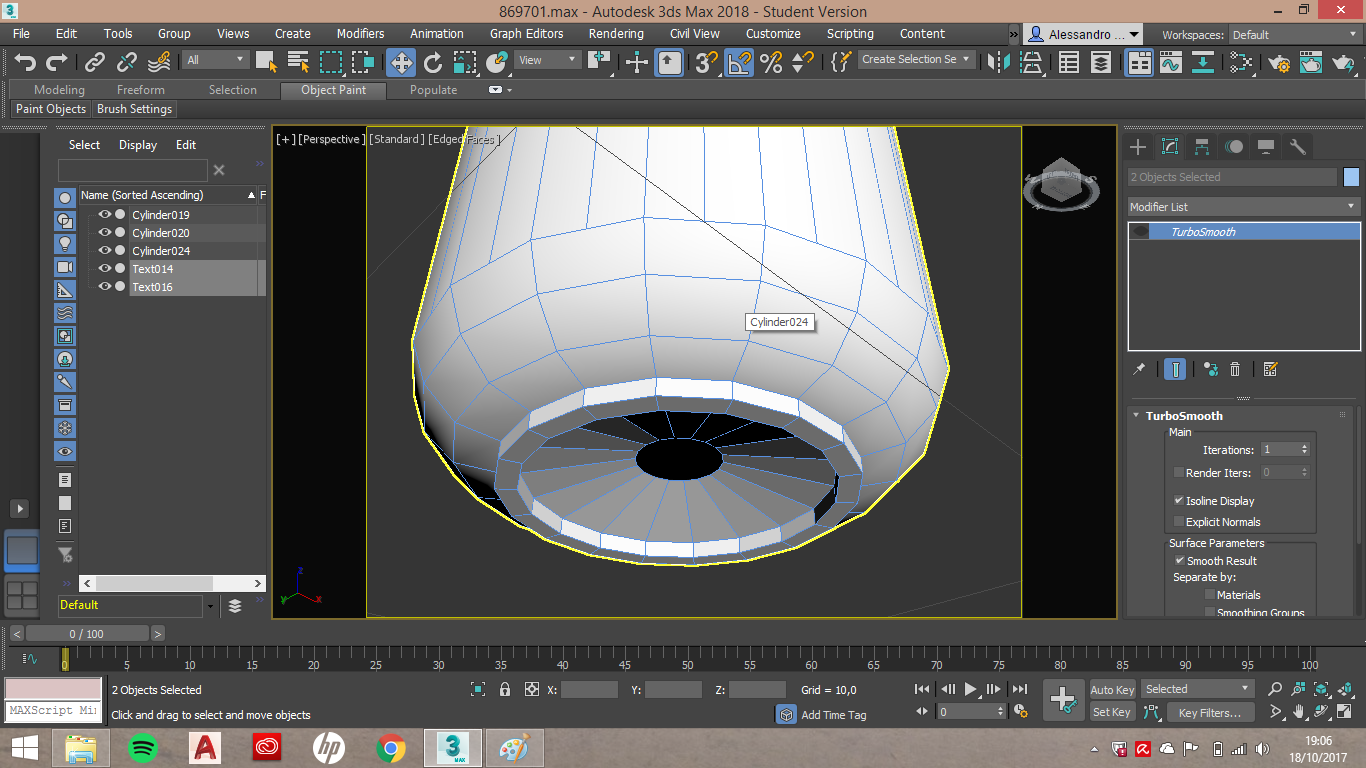 869701.max - Autodesk 3ds Max 2018 - Student Version
File Edit Tools Group Views Create Modifiers Animation Graph Editors Rendering Civil View Customize Scripting Content » Alessandro ... Workspaces: Default
All View Create Selection Se
Modeling Freeform Selection Object Paint Populate
Paint Objects Brush Settings
Select Display Edit
Name (Sorted Ascending) F
Cylinder019
Cylinder020
Cylinder024
Text014
Text016
Default
[+] [Perspective] [Standard] [Edged Faces]
Cylinder024
z
y x
2 Objects Selected
Modifier List
TurboSmooth
TurboSmooth
Main
Iterations: 1
Render Iters: 0
Isoline Display
Explicit Normals
Surface Parameters
Smooth Result
Separate by:
Materials
Smoothing Groups
< 0 / 100 >
0 5 10 15 20 25 30 35 40 45 50 55 60 65 70 75 80 85 90 95 100
2 Objects Selected X: Y: Z: Grid = 10,0 Auto Key Selected
MAXScript Mi
Click and drag to select and move objects Add Time Tag 0 Set Key Key Filters...
hp
3
MAX
19:06
18/10/2017